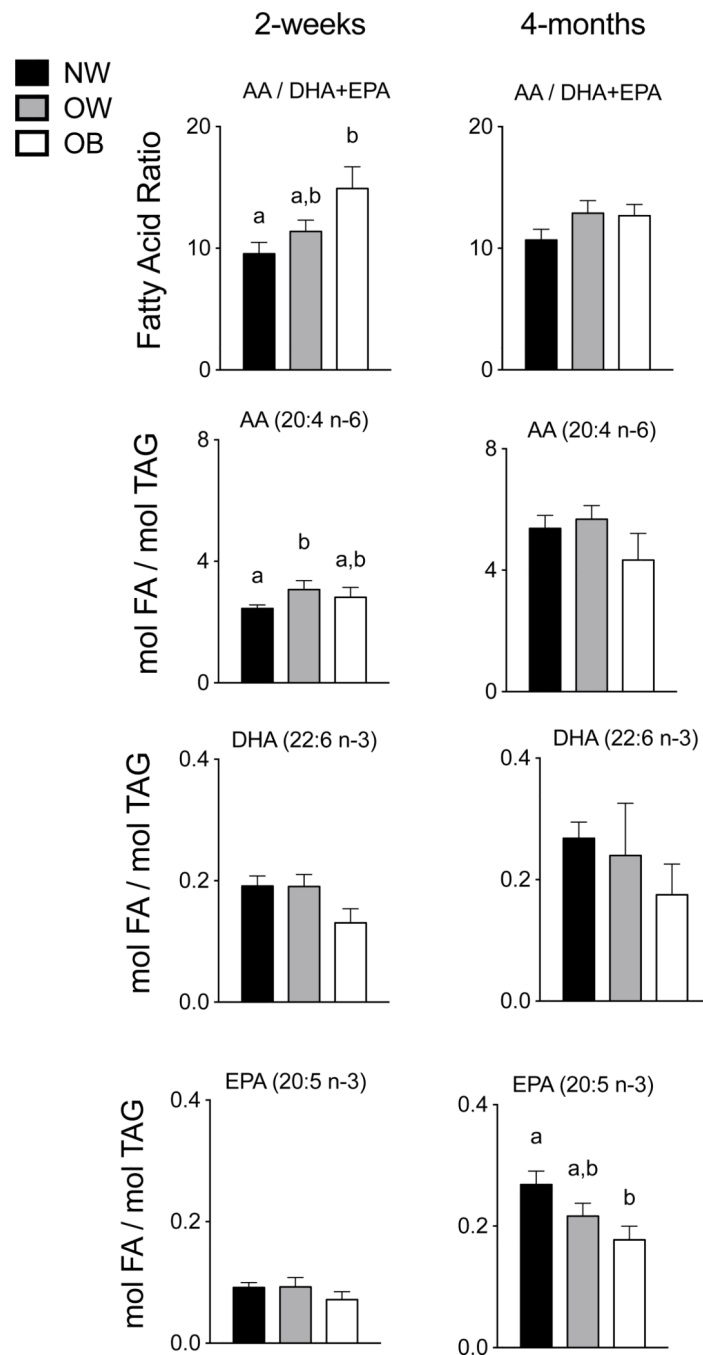 2-weeks
4-months
NW
OW
OB
AA / DHA+EPA
Fatty Acid Ratio
20
10
0
a
a,b
b
AA / DHA+EPA
20
10
0
AA (20:4 n-6)
mol FA / mol TAG
8
4
0
a
b
a,b
AA (20:4 n-6)
8
4
0
DHA (22:6 n-3)
mol FA / mol TAG
0.4
0.2
0.0
DHA (22:6 n-3)
0.4
0.2
0.0
EPA (20:5 n-3)
mol FA / mol TAG
0.4
0.2
0.0
EPA (20:5 n-3)
0.4
0.2
0.0
a
a,b
b